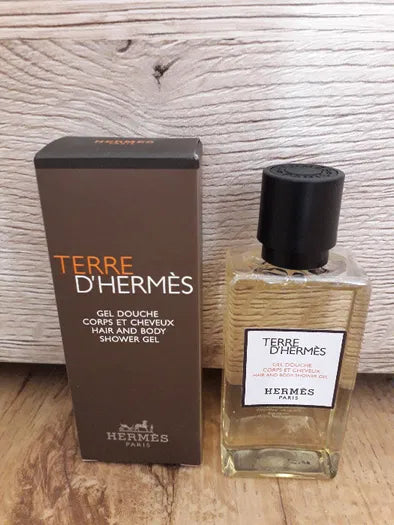 HERMÈS
TERRE
D'HERMÈS
GEL DOUCHE
CORPS ET CHEVEUX
HAIR AND BODY
SHOWER GEL
HERMÈS
PARIS
TERRE
D'HERMÈS
GEL DOUCHE
CORPS ET CHEVEUX
HAIR AND BODY SHOWER GEL
HERMÈS
PARIS